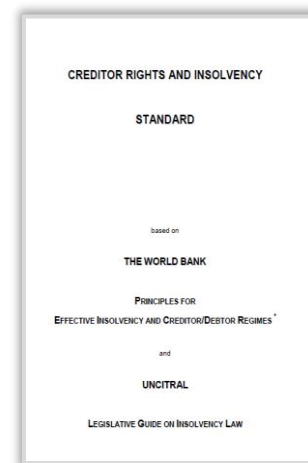 CREDITOR RIGHTS AND INSOLVENCY
STANDARD
based on
THE WORLD BANK
PRINCIPLES FOR
EFFECTIVE INSOLVENCY AND CREDITOR/DEBTOR REGIMES *
and
UNCITRAL
LEGISLATIVE GUIDE ON INSOLVENCY LAW